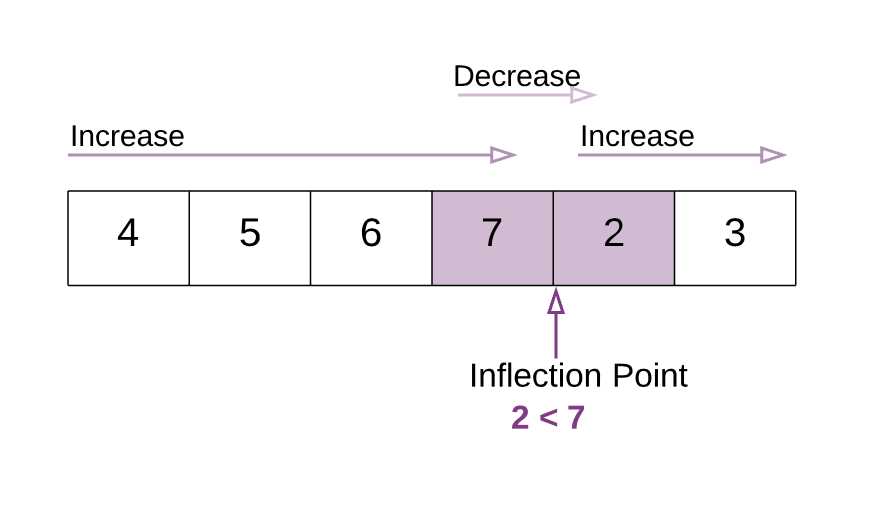 Decrease
Increase
Increase
4 5 6 7 2 3
Inflection Point
2 < 7